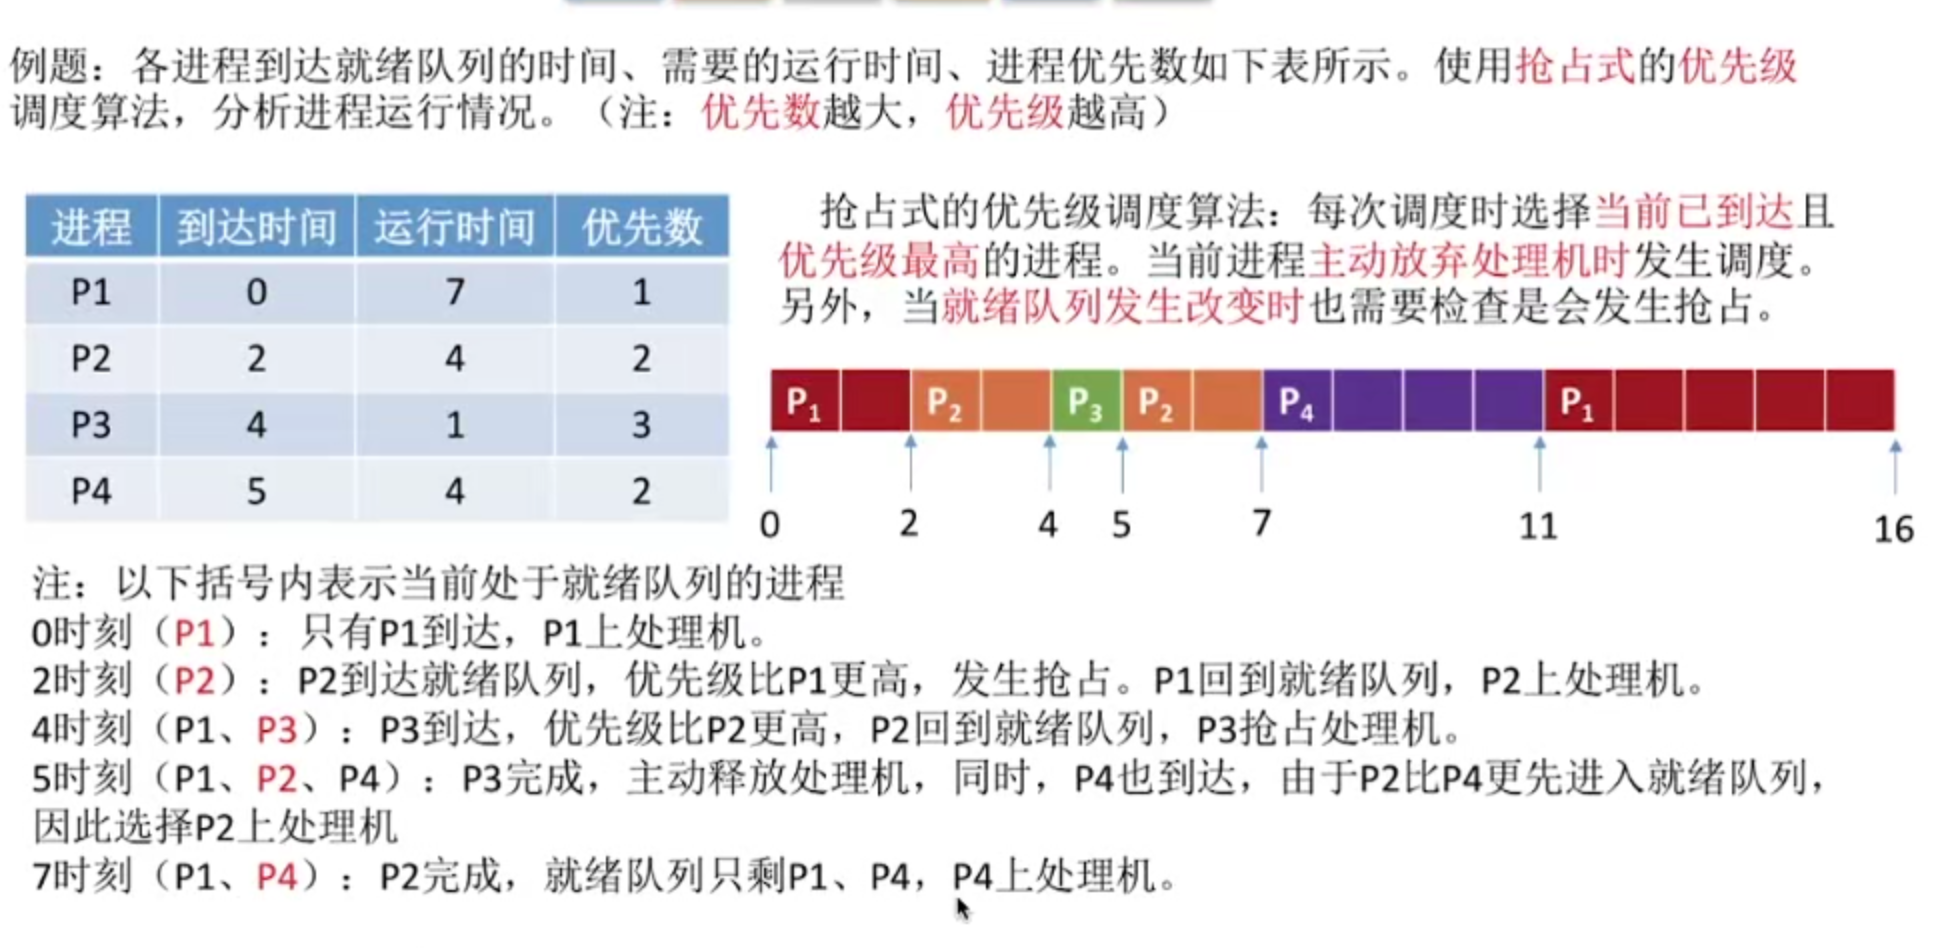 例题：各进程到达就绪队列的时间、需要的运行时间、进程优先数如下表所示。使用抢占式的优先级
调度算法，分析进程运行情况。（注：优先数越大，优先级越高）
进程 到达时间 运行时间 优先数
P1 0 7 1
P2 2 4 2
P3 4 1 3
P4 5 4 2
抢占式的优先级调度算法：每次调度时选择当前已到达且
优先级最高的进程。当前进程主动放弃处理机时发生调度。
另外，当就绪队列发生改变时也需要检查是会发生抢占。
P1 P2 P3 P2 P4 P1
0 2 4 5 7 11 16
注：以下括号内表示当前处于就绪队列的进程
0时刻（P1）：只有P1到达，P1上处理机。
2时刻（P2）：P2到达就绪队列，优先级比P1更高，发生抢占。P1回到就绪队列，P2上处理机。
4时刻（P1、P3）：P3到达，优先级比P2更高，P2回到就绪队列，P3抢占处理机。
5时刻（P1、P2、P4）：P3完成，主动释放处理机，同时，P4也到达，由于P2比P4更先进入就绪队列，
因此选择P2上处理机
7时刻（P1、P4）：P2完成，就绪队列只剩P1、P4，P4上处理机。